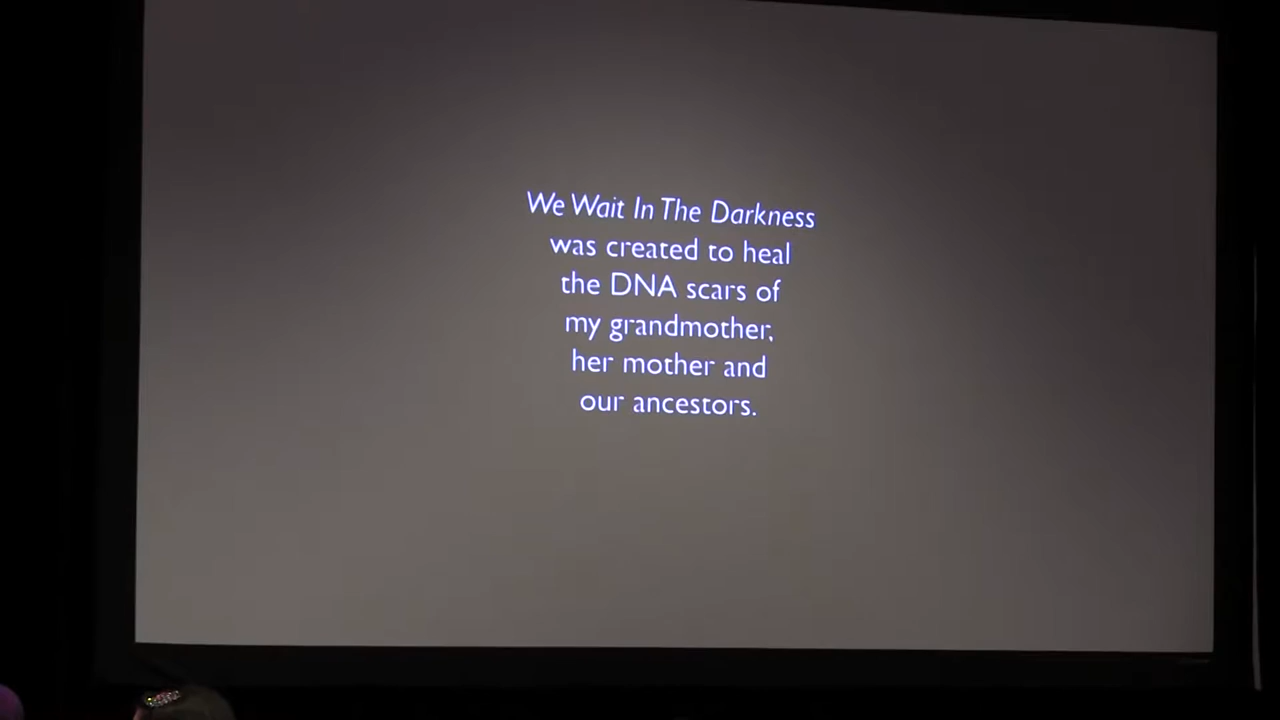 We Wait In The Darkness
was created to heal
the DNA scars of
my grandmother,
her mother and
our ancestors.